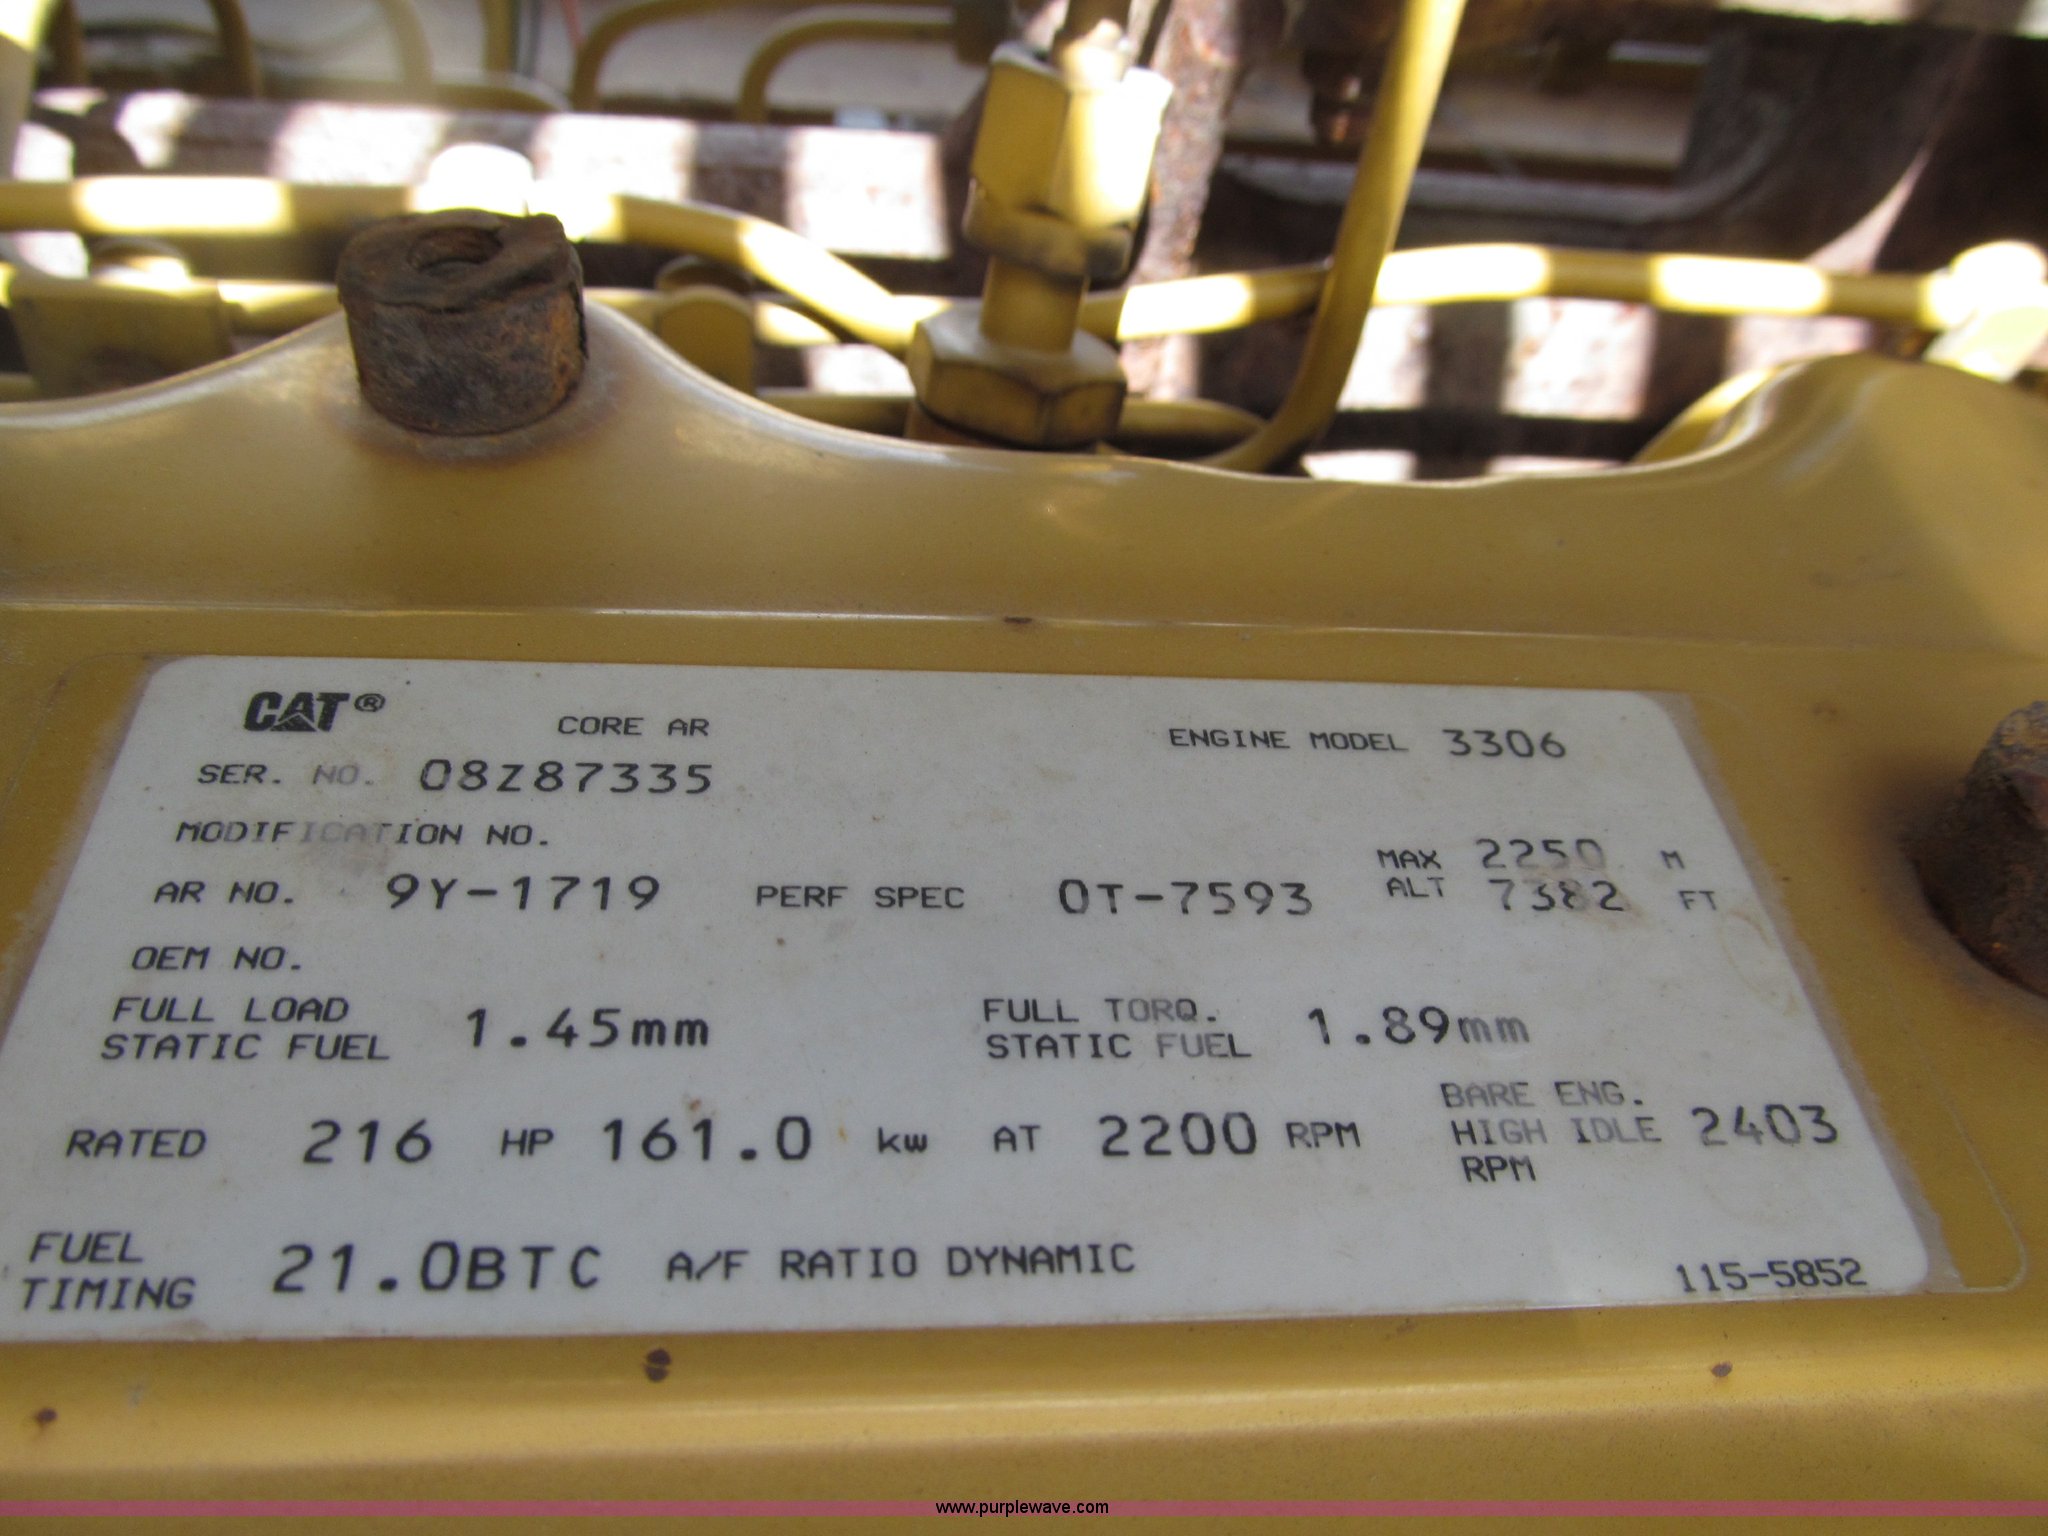 CAT®
CORE AR
ENGINE MODEL 3306
SER. NO. 08Z87335
MODIFICATION NO.
AR NO. 9Y-1719 PERF SPEC 0T-7593
MAX 2250 M
ALT 7382 FT
OEM NO.
FULL LOAD
STATIC FUEL 1.45mm
FULL TORQ.
STATIC FUEL 1.89mm
RATED 216 HP 161.0 kw AT 2200 RPM
BARE ENG.
HIGH IDLE 2403
RPM
FUEL
TIMING 21.0BTC A/F RATIO DYNAMIC
115-5852
www.purplewave.com